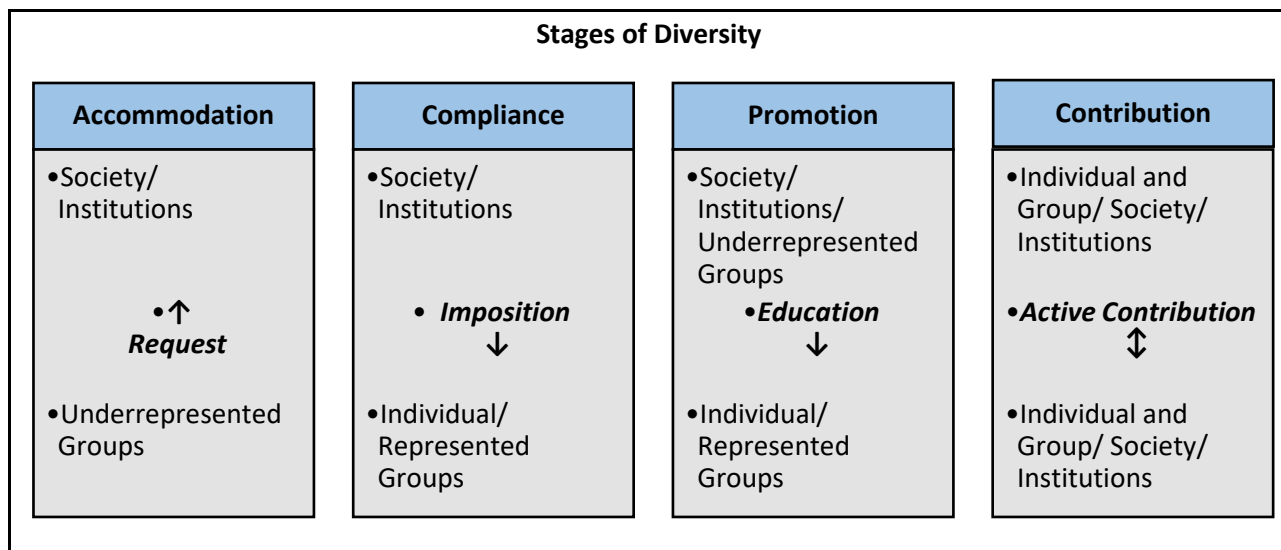 Stages of Diversity
Accommodation
•Society/
Institutions
•↑
Request
•Underrepresented
Groups
Compliance
•Society/
Institutions
• Imposition
↓
•Individual/
Represented
Groups
Promotion
•Society/
Institutions/
Underrepresented
Groups
•Education
↓
•Individual/
Represented
Groups
Contribution
•Individual and
Group/ Society/
Institutions
•Active Contribution
↕
•Individual and
Group/ Society/
Institutions